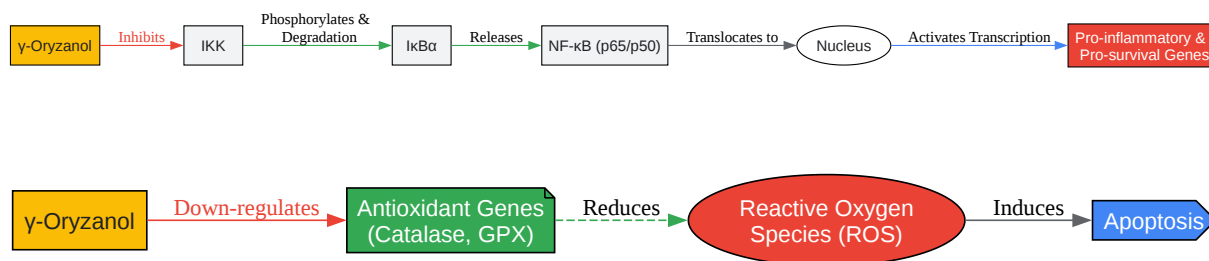 γ-Oryzanol
Inhibits
IKK
Phosphorylates &
Degradation
IκBα
Releases
NF-κB (p65/p50)
Translocates to
Nucleus
Activates Transcription
Pro-inflammatory &
Pro-survival Genes
γ-Oryzanol
Down-regulates
Antioxidant Genes
(Catalase, GPX)
Reduces
Reactive Oxygen
Species (ROS)
Induces
Apoptosis